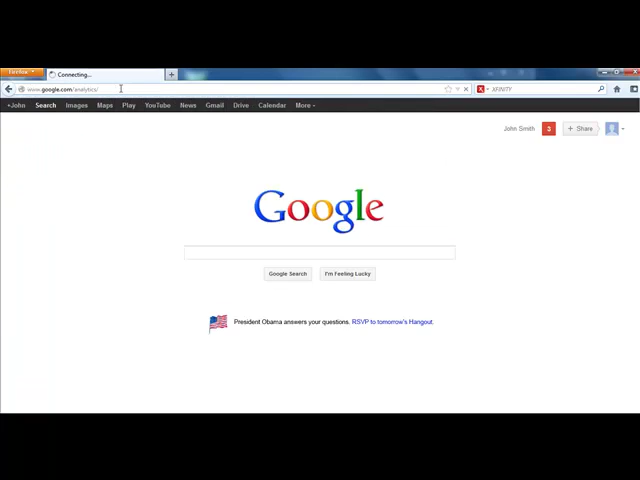 Firefox
Connecting...
www.google.com/analytics/
XFINITY
+John Search Images Maps Play YouTube News Gmail Drive Calendar More
John Smith 3 + Share
Google
Google Search I'm Feeling Lucky
President Obama answers your questions. RSVP to tomorrow's Hangout.